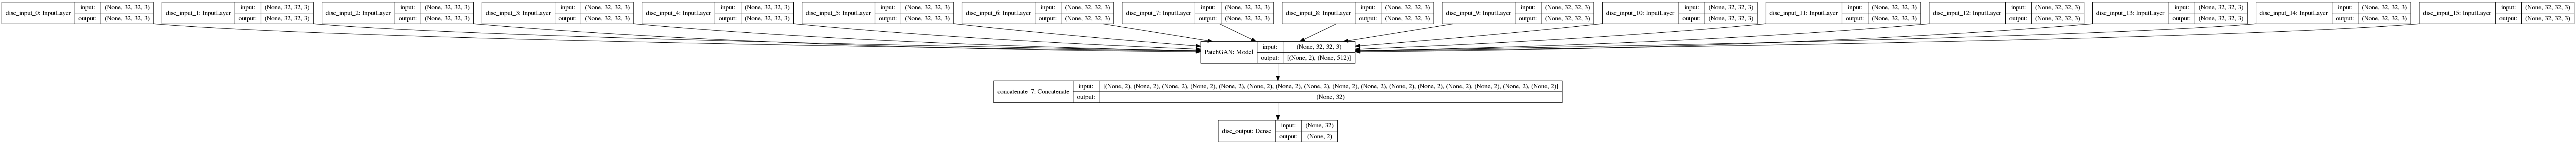 disc_input_0: InputLayer input: (None, 32, 32, 3) output: (None, 32, 32, 3)
disc_input_1: InputLayer input: (None, 32, 32, 3) output: (None, 32, 32, 3)
disc_input_2: InputLayer input: (None, 32, 32, 3) output: (None, 32, 32, 3)
disc_input_3: InputLayer input: (None, 32, 32, 3) output: (None, 32, 32, 3)
disc_input_4: InputLayer input: (None, 32, 32, 3) output: (None, 32, 32, 3)
disc_input_5: InputLayer input: (None, 32, 32, 3) output: (None, 32, 32, 3)
disc_input_6: InputLayer input: (None, 32, 32, 3) output: (None, 32, 32, 3)
disc_input_7: InputLayer input: (None, 32, 32, 3) output: (None, 32, 32, 3)
disc_input_8: InputLayer input: (None, 32, 32, 3) output: (None, 32, 32, 3)
disc_input_9: InputLayer input: (None, 32, 32, 3) output: (None, 32, 32, 3)
disc_input_10: InputLayer input: (None, 32, 32, 3) output: (None, 32, 32, 3)
disc_input_11: InputLayer input: (None, 32, 32, 3) output: (None, 32, 32, 3)
disc_input_12: InputLayer input: (None, 32, 32, 3) output: (None, 32, 32, 3)
disc_input_13: InputLayer input: (None, 32, 32, 3) output: (None, 32, 32, 3)
disc_input_14: InputLayer input: (None, 32, 32, 3) output: (None, 32, 32, 3)
disc_input_15: InputLayer input: (None, 32, 32, 3) output: (None, 32, 32, 3)
PatchGAN: Model input: (None, 32, 32, 3) output: [(None, 2), (None, 512)]
concatenate_7: Concatenate input: [(None, 2), (None, 2), (None, 2), (None, 2), (None, 2), (None, 2), (None, 2), (None, 2), (None, 2), (None, 2), (None, 2), (None, 2), (None, 2), (None, 2), (None, 2), (None, 2)] output: (None, 32)
disc_output: Dense input: (None, 32) output: (None, 2)